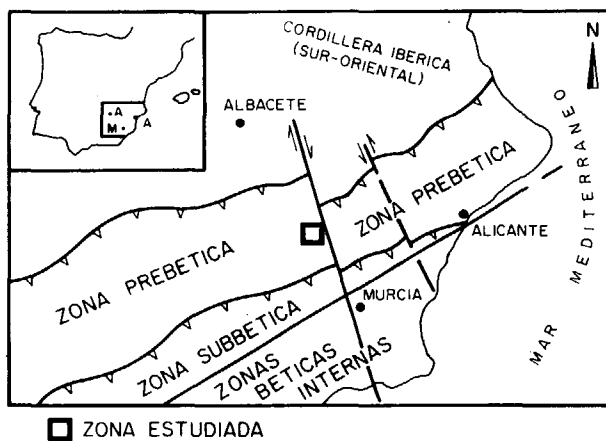 CORDILLERA IBERICA
(SUR-ORIENTAL)
N
A
M
A
ALBACETE
MAR MEDITERRANEO
ZONA PREBETICA
ZONA PREBETICA
ALICANTE
MURCIA
ZONA SUBBETICA
ZONAS
BETICAS
INTERNAS
ZONA ESTUDIADA